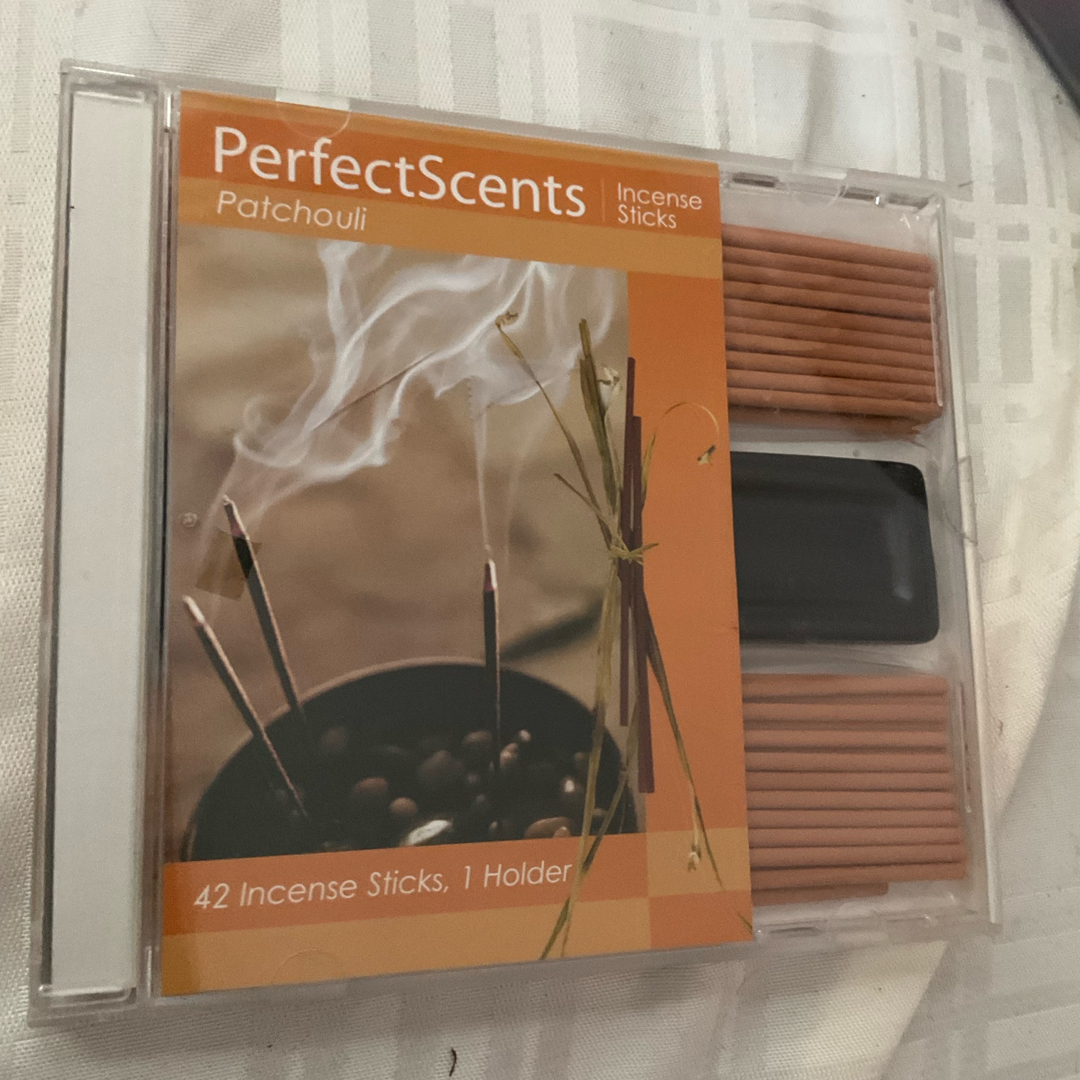 PerfectScents
Incense
Sticks
Patchouli
42 Incense Sticks, 1 Holder